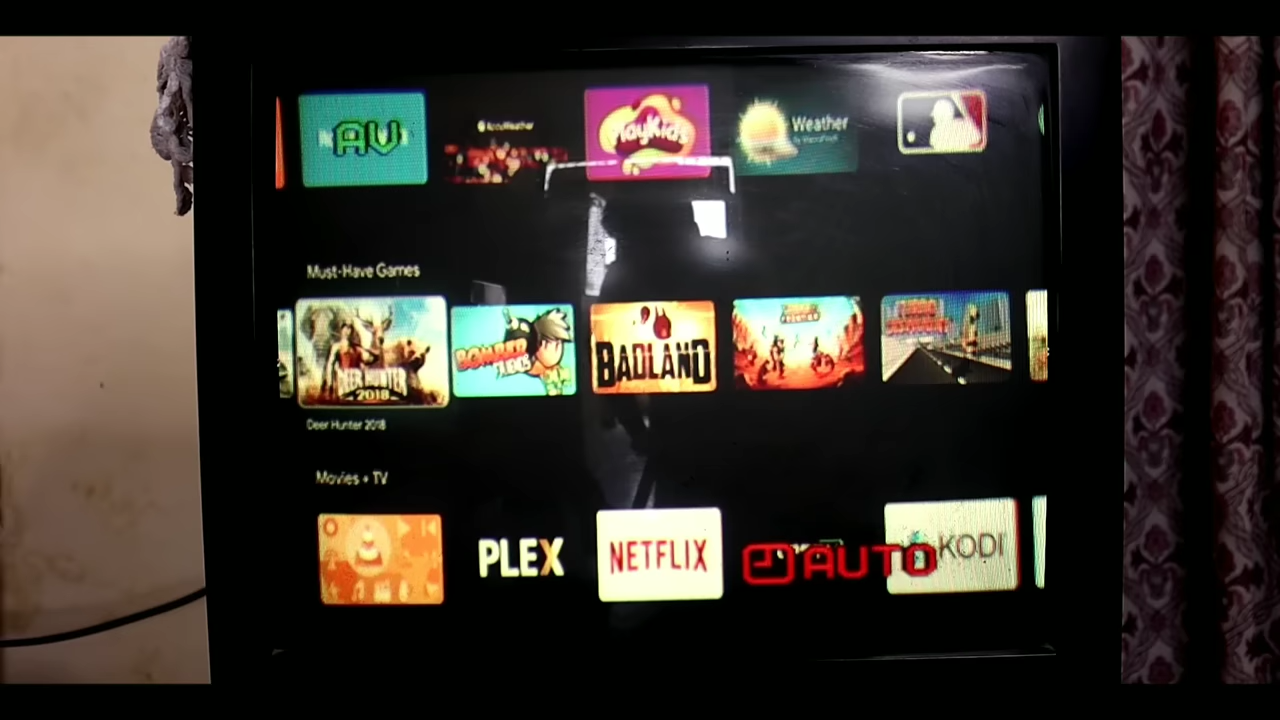 AV
AccuWeather
PlayKids
Weather
Must-Have Games
DEER HUNTER
2018
BOMBER
FRIENDS
BADLAND
Deer Hunter 2018
Movies + TV
PLEX
NETFLIX
AUTO
KODI